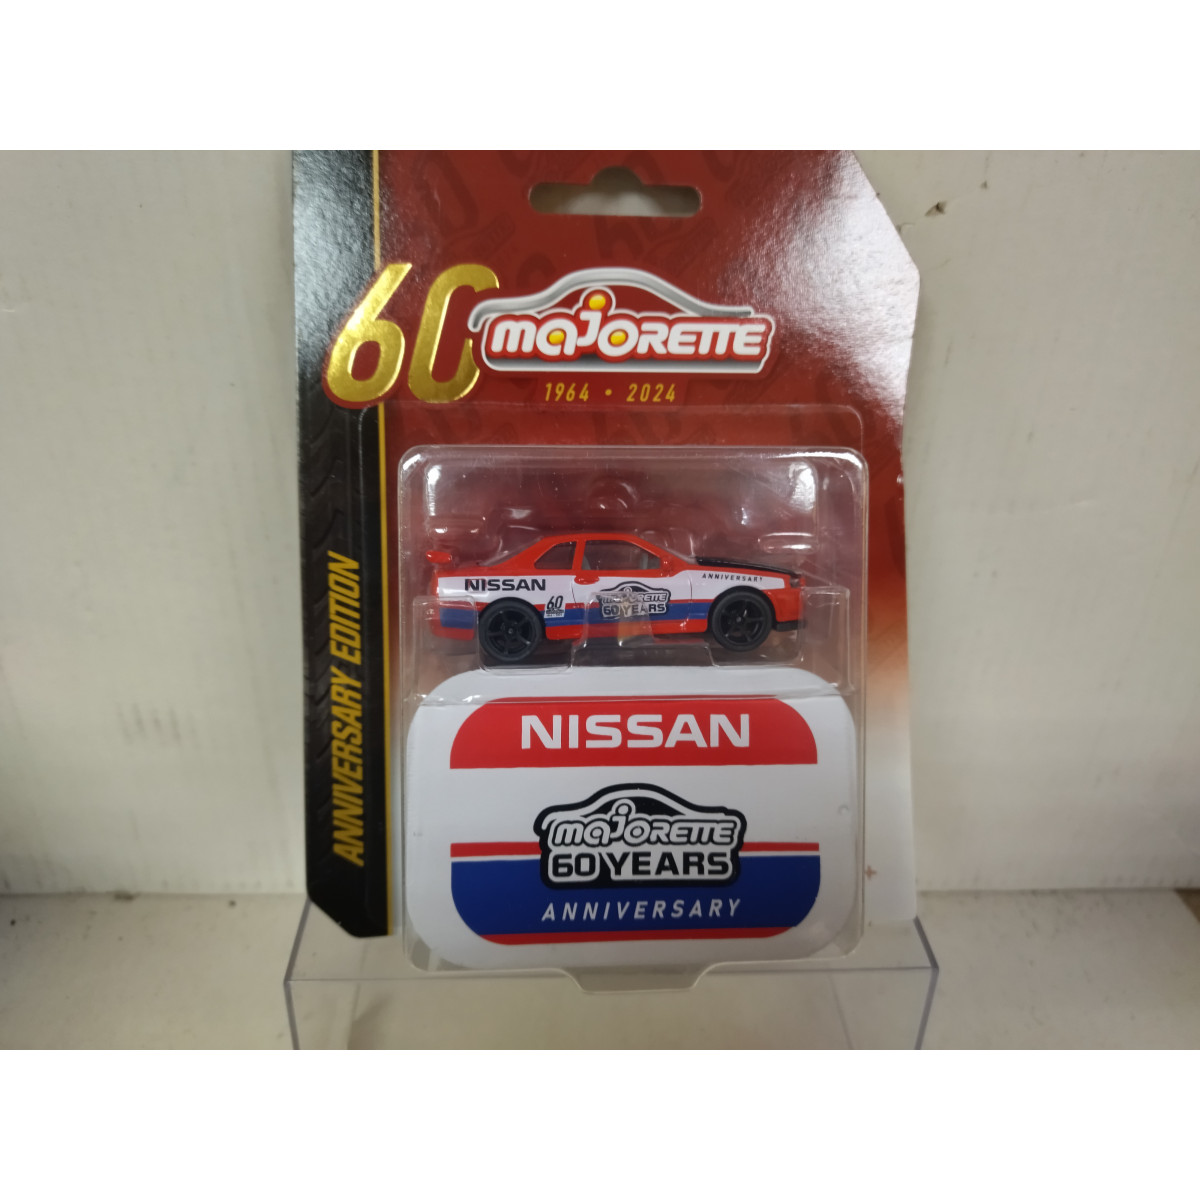 60 majorette
1964 • 2024
ANNIVERSARY EDITION
NISSAN
ANNIVERSARY
60
majorette
60 YEARS
NISSAN
majorette
60 YEARS
ANNIVERSARY